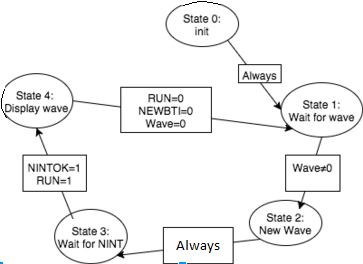 State 0:
init
Always
State 4:
Display wave
RUN=0
NEWBTI=0
Wave=0
State 1:
Wait for wave
NINTOK=1
RUN=1
Wave≠0
State 3:
Wait for NINT
Always
State 2:
New Wave